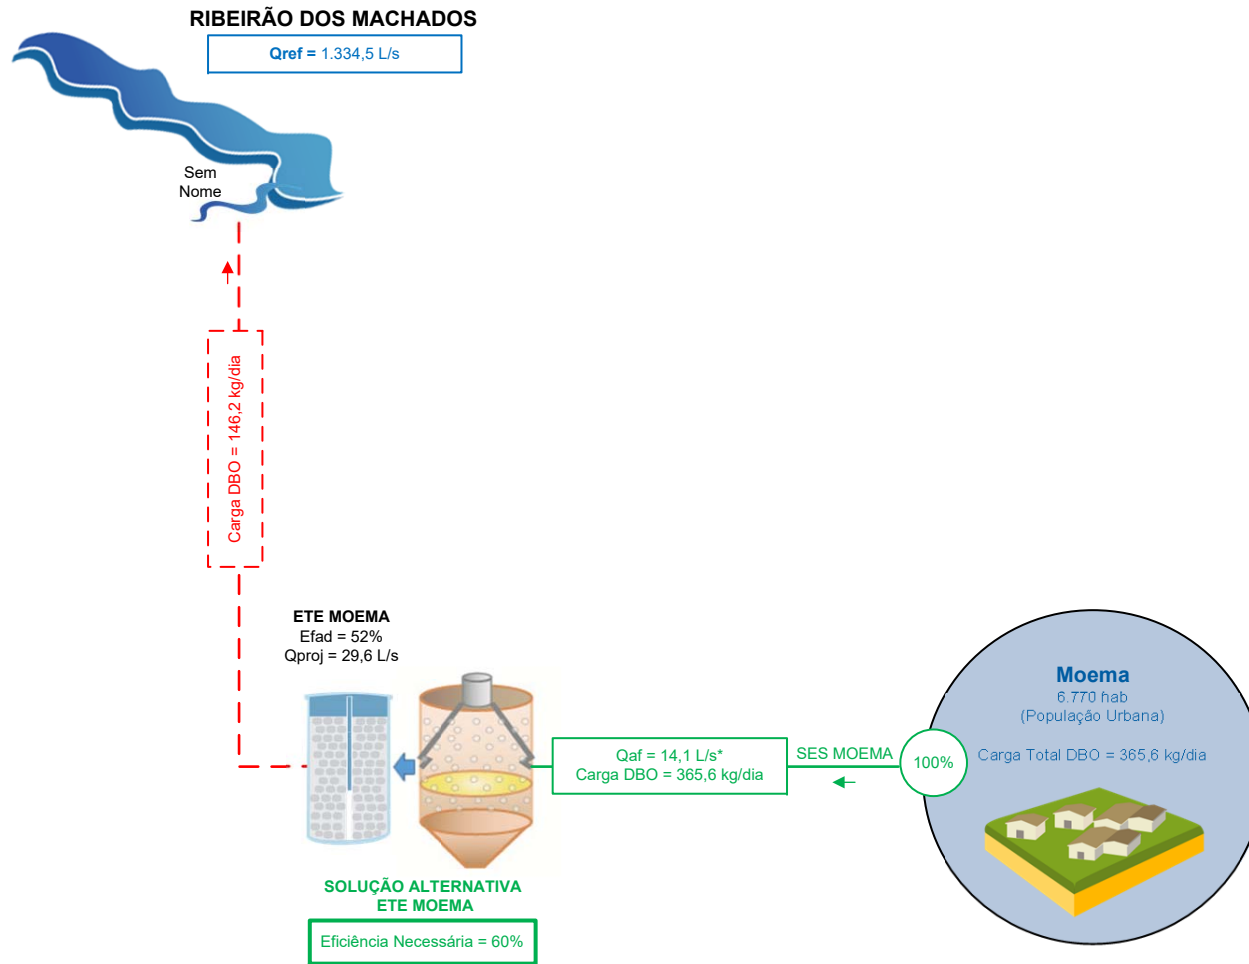 RIBEIRÃO DOS MACHADOS
Qref = 1.334,5 L/s
Sem
Nome
Carga DBO = 146,2 kg/dia
ETE MOEMA
Efad = 52%
Qproj = 29,6 L/s
Qaf = 14,1 L/s*
Carga DBO = 365,6 kg/dia
SES MOEMA
100%
Moema
6.770 hab
(População Urbana)
Carga Total DBO = 365,6 kg/dia
SOLUÇÃO ALTERNATIVA
ETE MOEMA
Eficiência Necessária = 60%